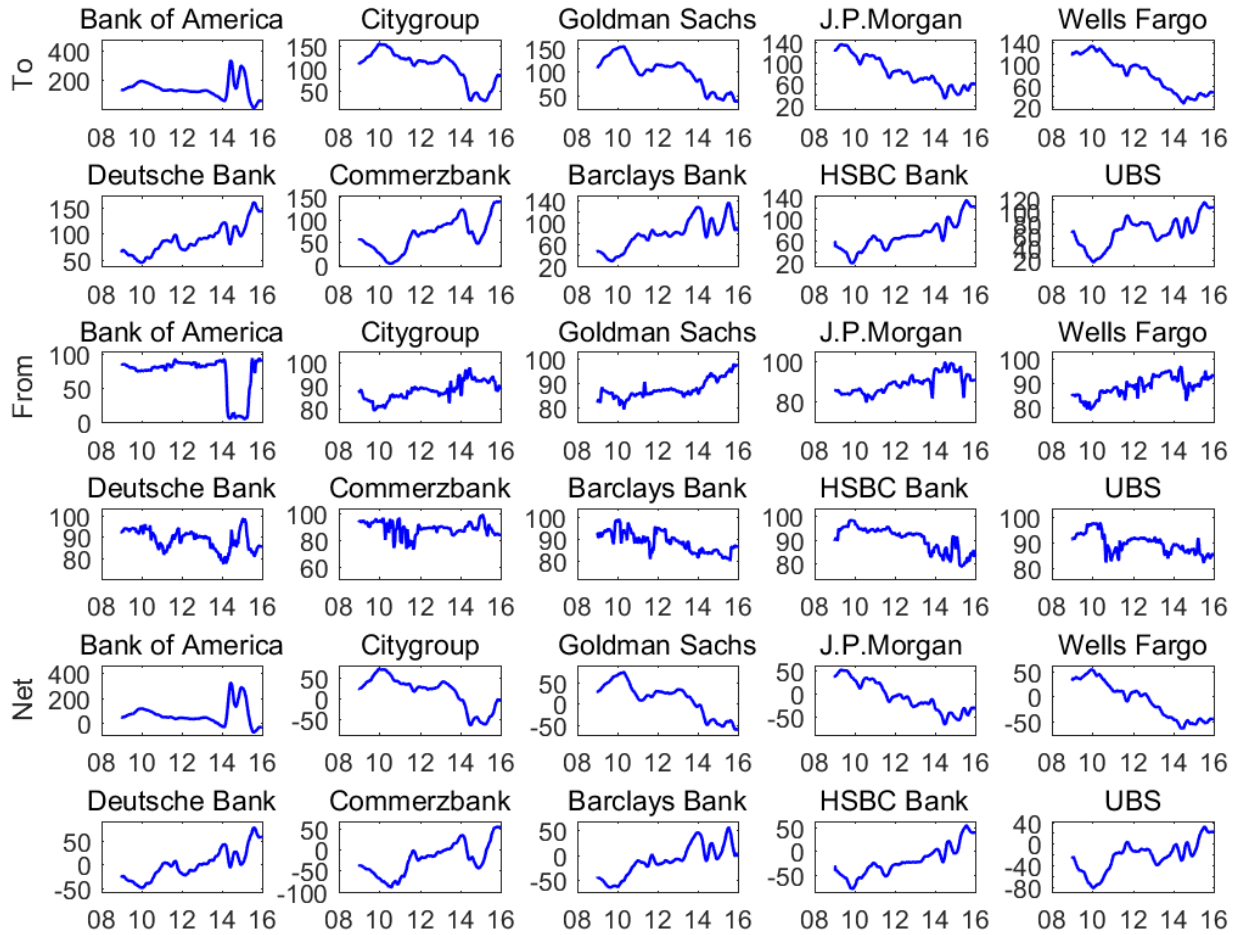 Bank of America Citygroup Goldman Sachs J.P.Morgan Wells Fargo
To
400 200
150 100 50
150 100 50
140 100 60 20
140 100 60 20
08 10 12 14 16 08 10 12 14 16 08 10 12 14 16 08 10 12 14 16 08 10 12 14 16
Deutsche Bank Commerzbank Barclays Bank HSBC Bank UBS
150 100 50
150 100 50 0
140 100 60 20
140 100 60 20
120 100 80 60 40 20
08 10 12 14 16 08 10 12 14 16 08 10 12 14 16 08 10 12 14 16 08 10 12 14 16
Bank of America Citygroup Goldman Sachs J.P.Morgan Wells Fargo
From
100 50 0
100 90 80
100 90 80
100 80
100 90 80
08 10 12 14 16 08 10 12 14 16 08 10 12 14 16 08 10 12 14 16 08 10 12 14 16
Deutsche Bank Commerzbank Barclays Bank HSBC Bank UBS
100 90 80
100 80 60
100 90 80
100 90 80
100 90 80
08 10 12 14 16 08 10 12 14 16 08 10 12 14 16 08 10 12 14 16 08 10 12 14 16
Bank of America Citygroup Goldman Sachs J.P.Morgan Wells Fargo
Net
400 200 0
50 0 -50
50 0 -50
50 0 -50
50 0 -50
08 10 12 14 16 08 10 12 14 16 08 10 12 14 16 08 10 12 14 16 08 10 12 14 16
Deutsche Bank Commerzbank Barclays Bank HSBC Bank UBS
50 0 -50
50 0 -50 -100
50 0 -50
50 0 -50
40 0 -40 -80
08 10 12 14 16 08 10 12 14 16 08 10 12 14 16 08 10 12 14 16 08 10 12 14 16